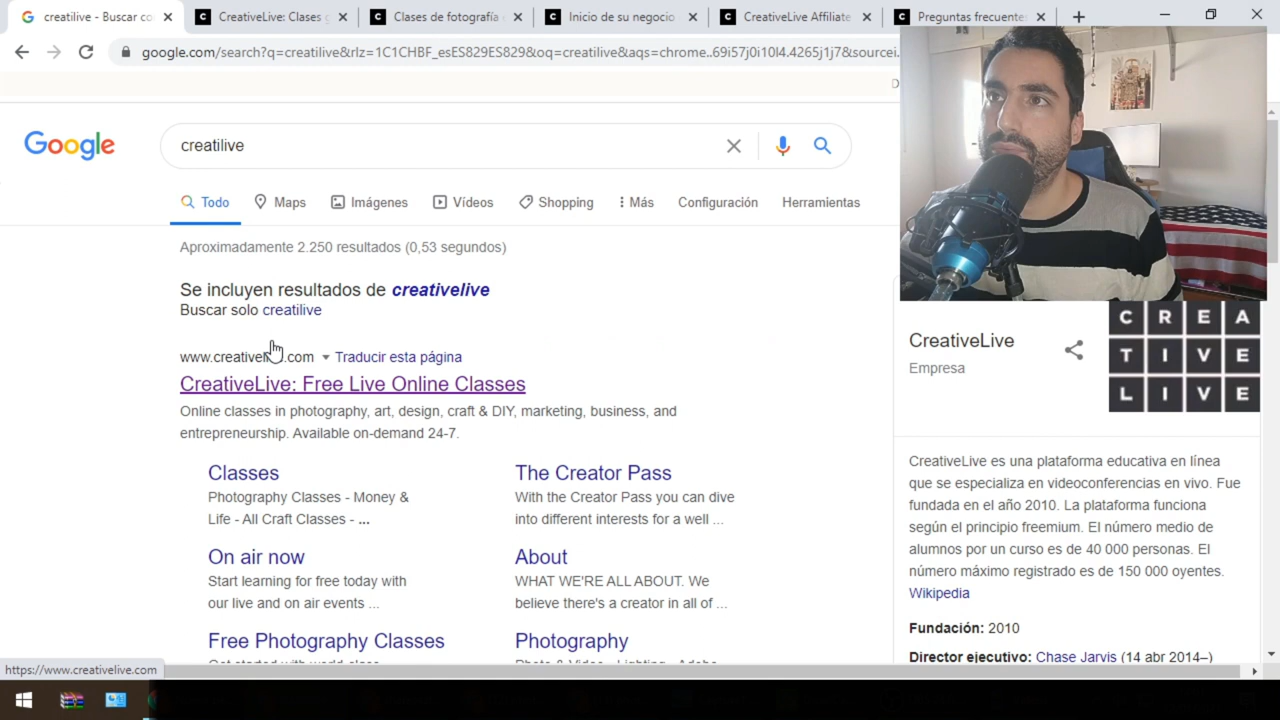 creatilive - Buscar co
CreativeLive: Clases g
Clases de fotografía
Inicio de su negocio
CreativeLive Affiliate
Preguntas frecuente
google.com/search?q=creatilive&rlz=1C1CHBF_esES829ES829&oq=creatilive&aqs=chrome..69i57j0i10l4.4265j1j7&sourcei
Google
creatilive
Todo
Maps
Imágenes
Vídeos
Shopping
Más
Configuración
Herramientas
Aproximadamente 2.250 resultados (0,53 segundos)
Se incluyen resultados de creativelive
Buscar solo creatilive
www.creativelive.com
Traducir esta página
CreativeLive: Free Live Online Classes
Online classes in photography, art, design, craft & DIY, marketing, business, and
entrepreneurship. Available on-demand 24-7.
Classes
Photography Classes - Money &
Life - All Craft Classes - ...
The Creator Pass
With the Creator Pass you can dive
into different interests for a well ...
On air now
Start learning for free today with
our live and on air events ...
About
WHAT WE'RE ALL ABOUT. We
believe there's a creator in all of ...
Free Photography Classes
Photography
CreativeLive
Empresa
C R E A
T I V E
L I V E
CreativeLive es una plataforma educativa en línea
que se especializa en videoconferencias en vivo. Fue
fundada en el año 2010. La plataforma funciona
según el principio freemium. El número medio de
alumnos por un curso es de 40 000 personas. El
número máximo registrado es de 150 000 oyentes.
Wikipedia
Fundación: 2010
Director ejecutivo: Chase Jarvis (14 abr 2014–)
https://www.creativelive.com